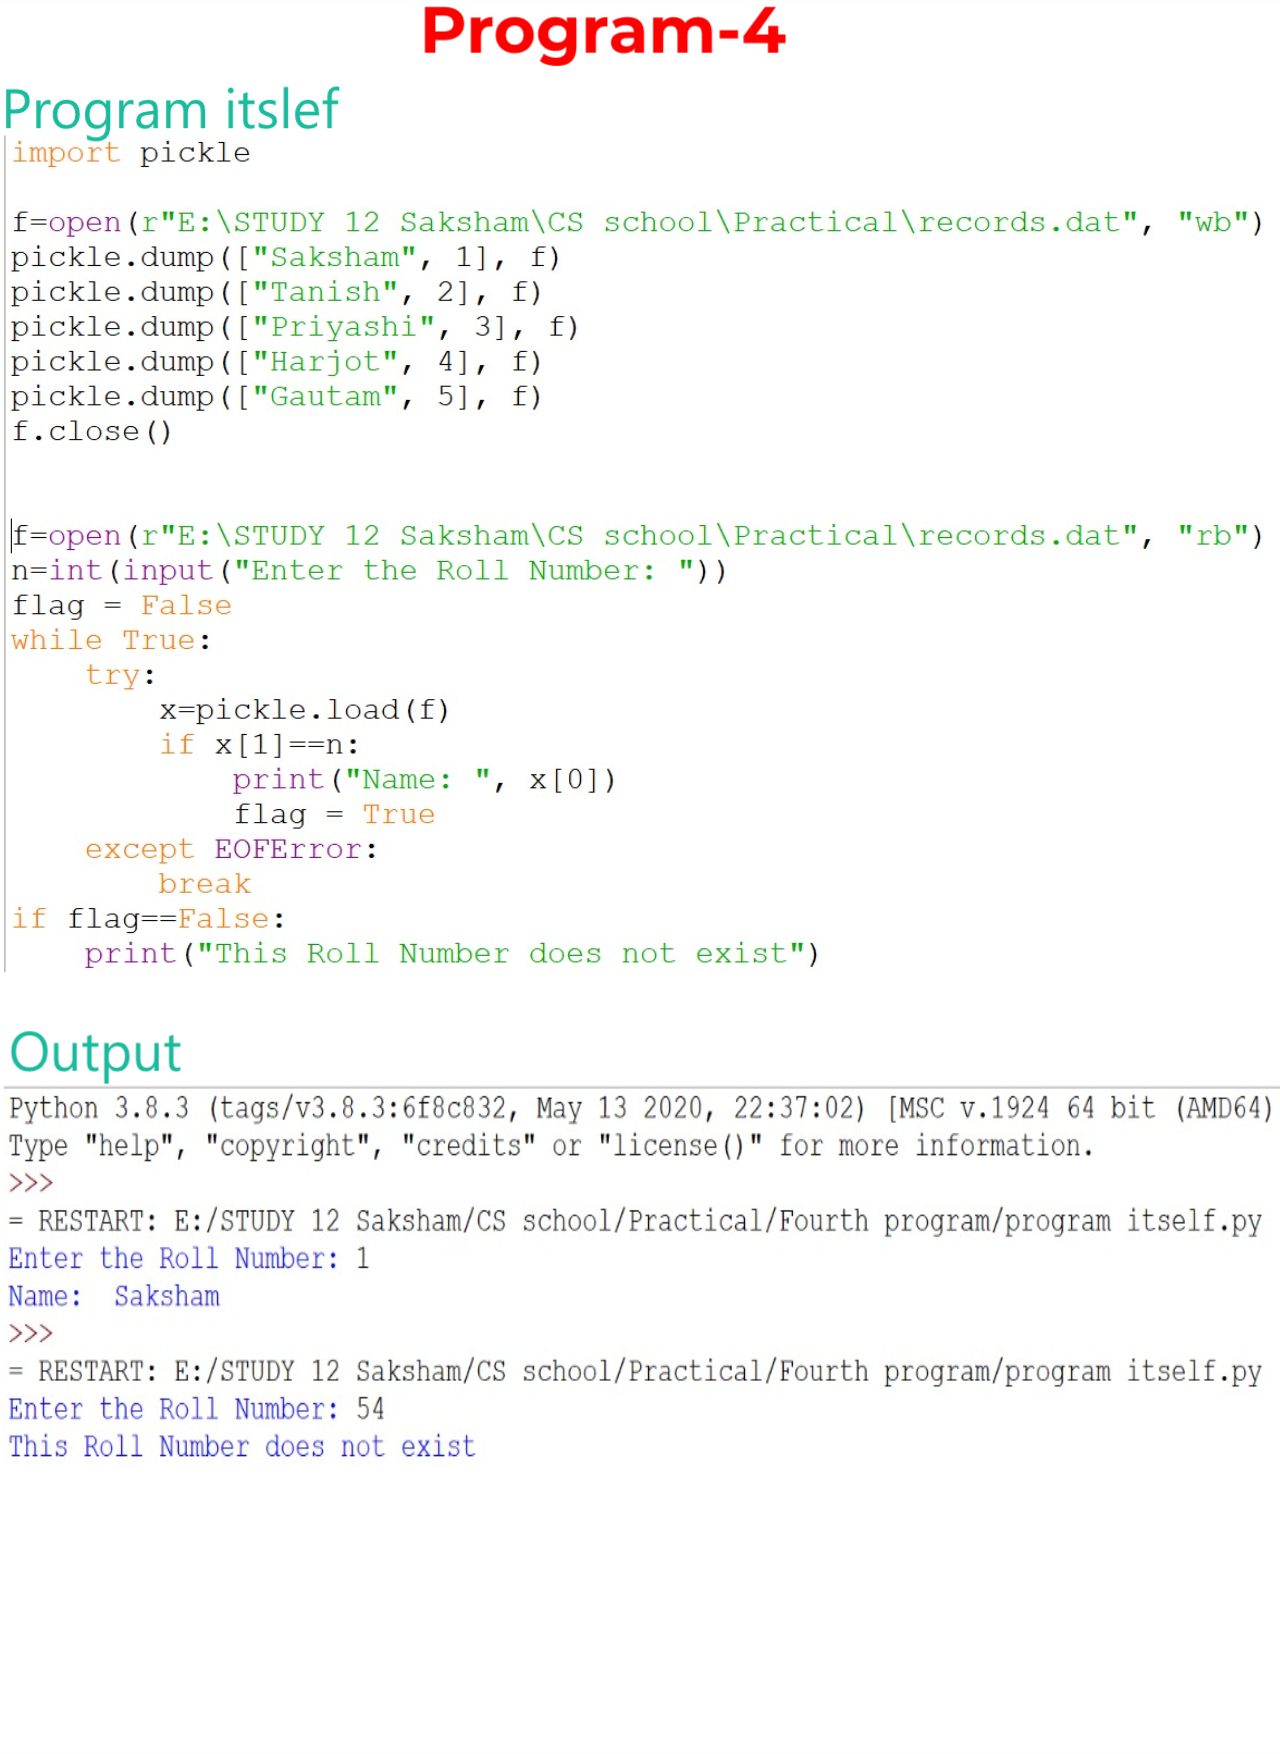 Program-4
Program itslef
import pickle
f=open(r"E:\STUDY 12 Saksham\CS school\Practical\records.dat", "wb")
pickle.dump(["Saksham", 1], f)
pickle.dump(["Tanish", 2], f)
pickle.dump(["Priyashi", 3], f)
pickle.dump(["Harjot", 4], f)
pickle.dump(["Gautam", 5], f)
f.close()
f=open(r"E:\STUDY 12 Saksham\CS school\Practical\records.dat", "rb")
n=int(input("Enter the Roll Number: "))
flag = False
while True:
    try:
        x=pickle.load(f)
        if x[1]==n:
            print("Name: ", x[0])
            flag = True
    except EOFError:
        break
if flag==False:
    print("This Roll Number does not exist")
Output
Python 3.8.3 (tags/v3.8.3:6f8c832, May 13 2020, 22:37:02) [MSC v.1924 64 bit (AMD64)
Type "help", "copyright", "credits" or "license()" for more information.
>>>
= RESTART: E:/STUDY 12 Saksham/CS school/Practical/Fourth program/program itself.py
Enter the Roll Number: 1
Name:  Saksham
>>>
= RESTART: E:/STUDY 12 Saksham/CS school/Practical/Fourth program/program itself.py
Enter the Roll Number: 54
This Roll Number does not exist